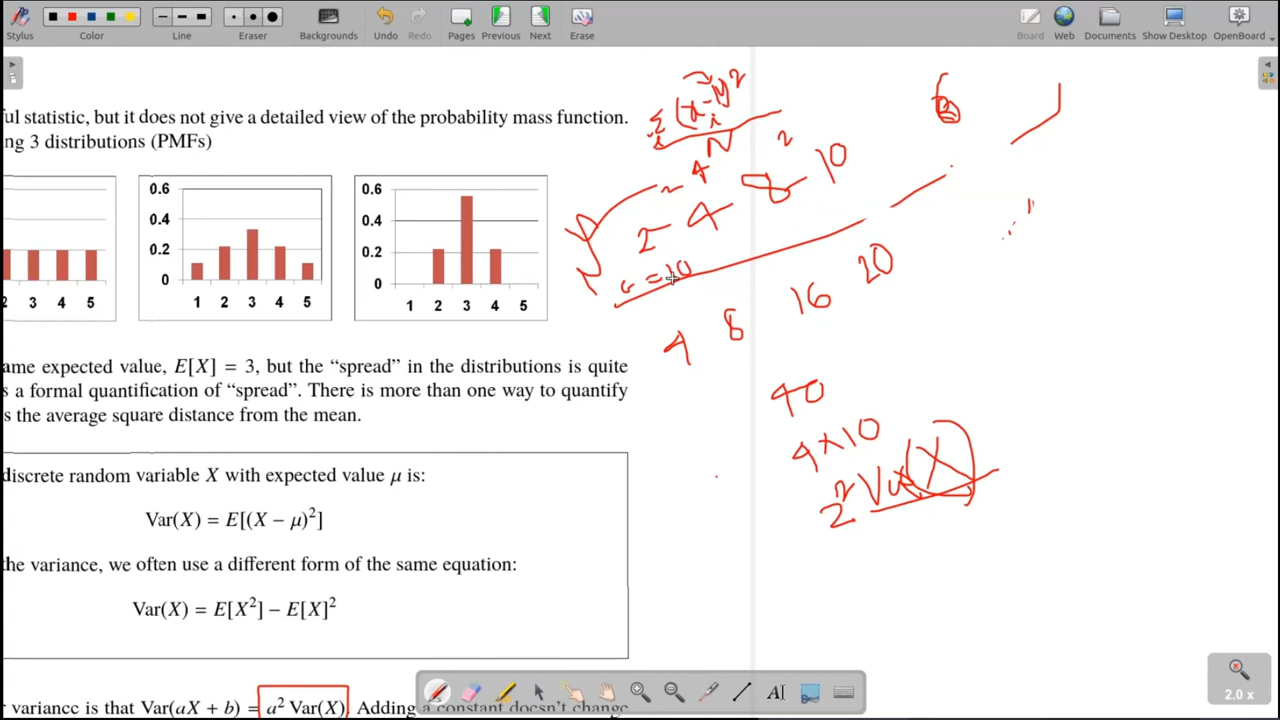 Stylus
Color
Line
Eraser
Backgrounds
Undo
Redo
Pages
Previous
Next
Erase
Board
Web
Documents
Show Desktop
OpenBoard
ful statistic, but it does not give a detailed view of the probability mass function.
ng 3 distributions (PMFs)
2 3 4 5
0.6
0.4
0.2
0
1 2 3 4 5
0.6
0.4
0.2
0
1 2 3 4 5
ame expected value, E[X] = 3, but the “spread” in the distributions is quite
s a formal quantification of “spread”. There is more than one way to quantify
s the average square distance from the mean.
discrete random variable X with expected value μ is:
Var(X) = E[(X − μ)²]
the variance, we often use a different form of the same equation:
Var(X) = E[X²] − E[X]²
variance is that Var(aX + b) = a² Var(X). Adding a constant doesn't change
N
2 4 8 10
= 10
6
4 8 16 20
40
4×10
2² Var(X)
2.0 x